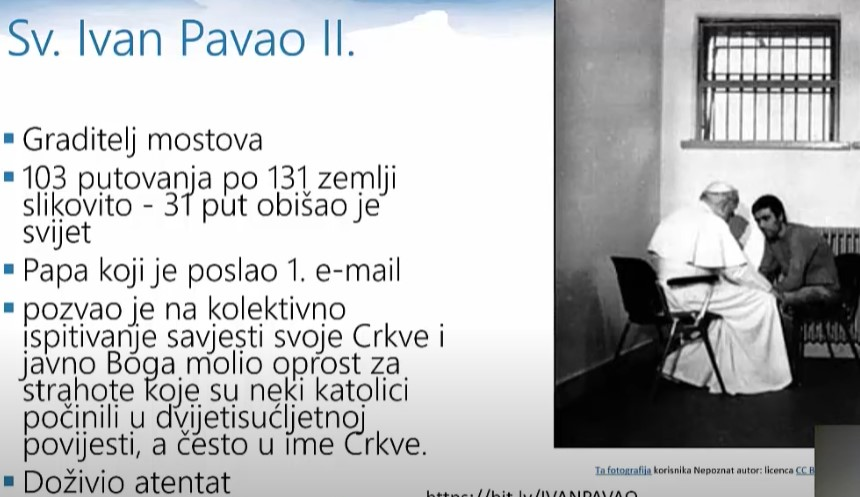 Sv. Ivan Pavao II.
▪ Graditelj mostova
▪ 103 putovanja po 131 zemlji
slikovito - 31 put obišao je
svijet
▪ Papa koji je poslao 1. e-mail
▪ pozvao je na kolektivno
ispitivanje savjesti svoje Crkve i
javno Boga molio oprost za
strahote koje su neki katolici
počinili u dvijetisućljetnoj
povijesti, a često u ime Crkve.
▪ Doživio atentat
Ta fotografija korisnika Nepoznat autor: licenca CC B
https://bit.ly/IVANPAVAO